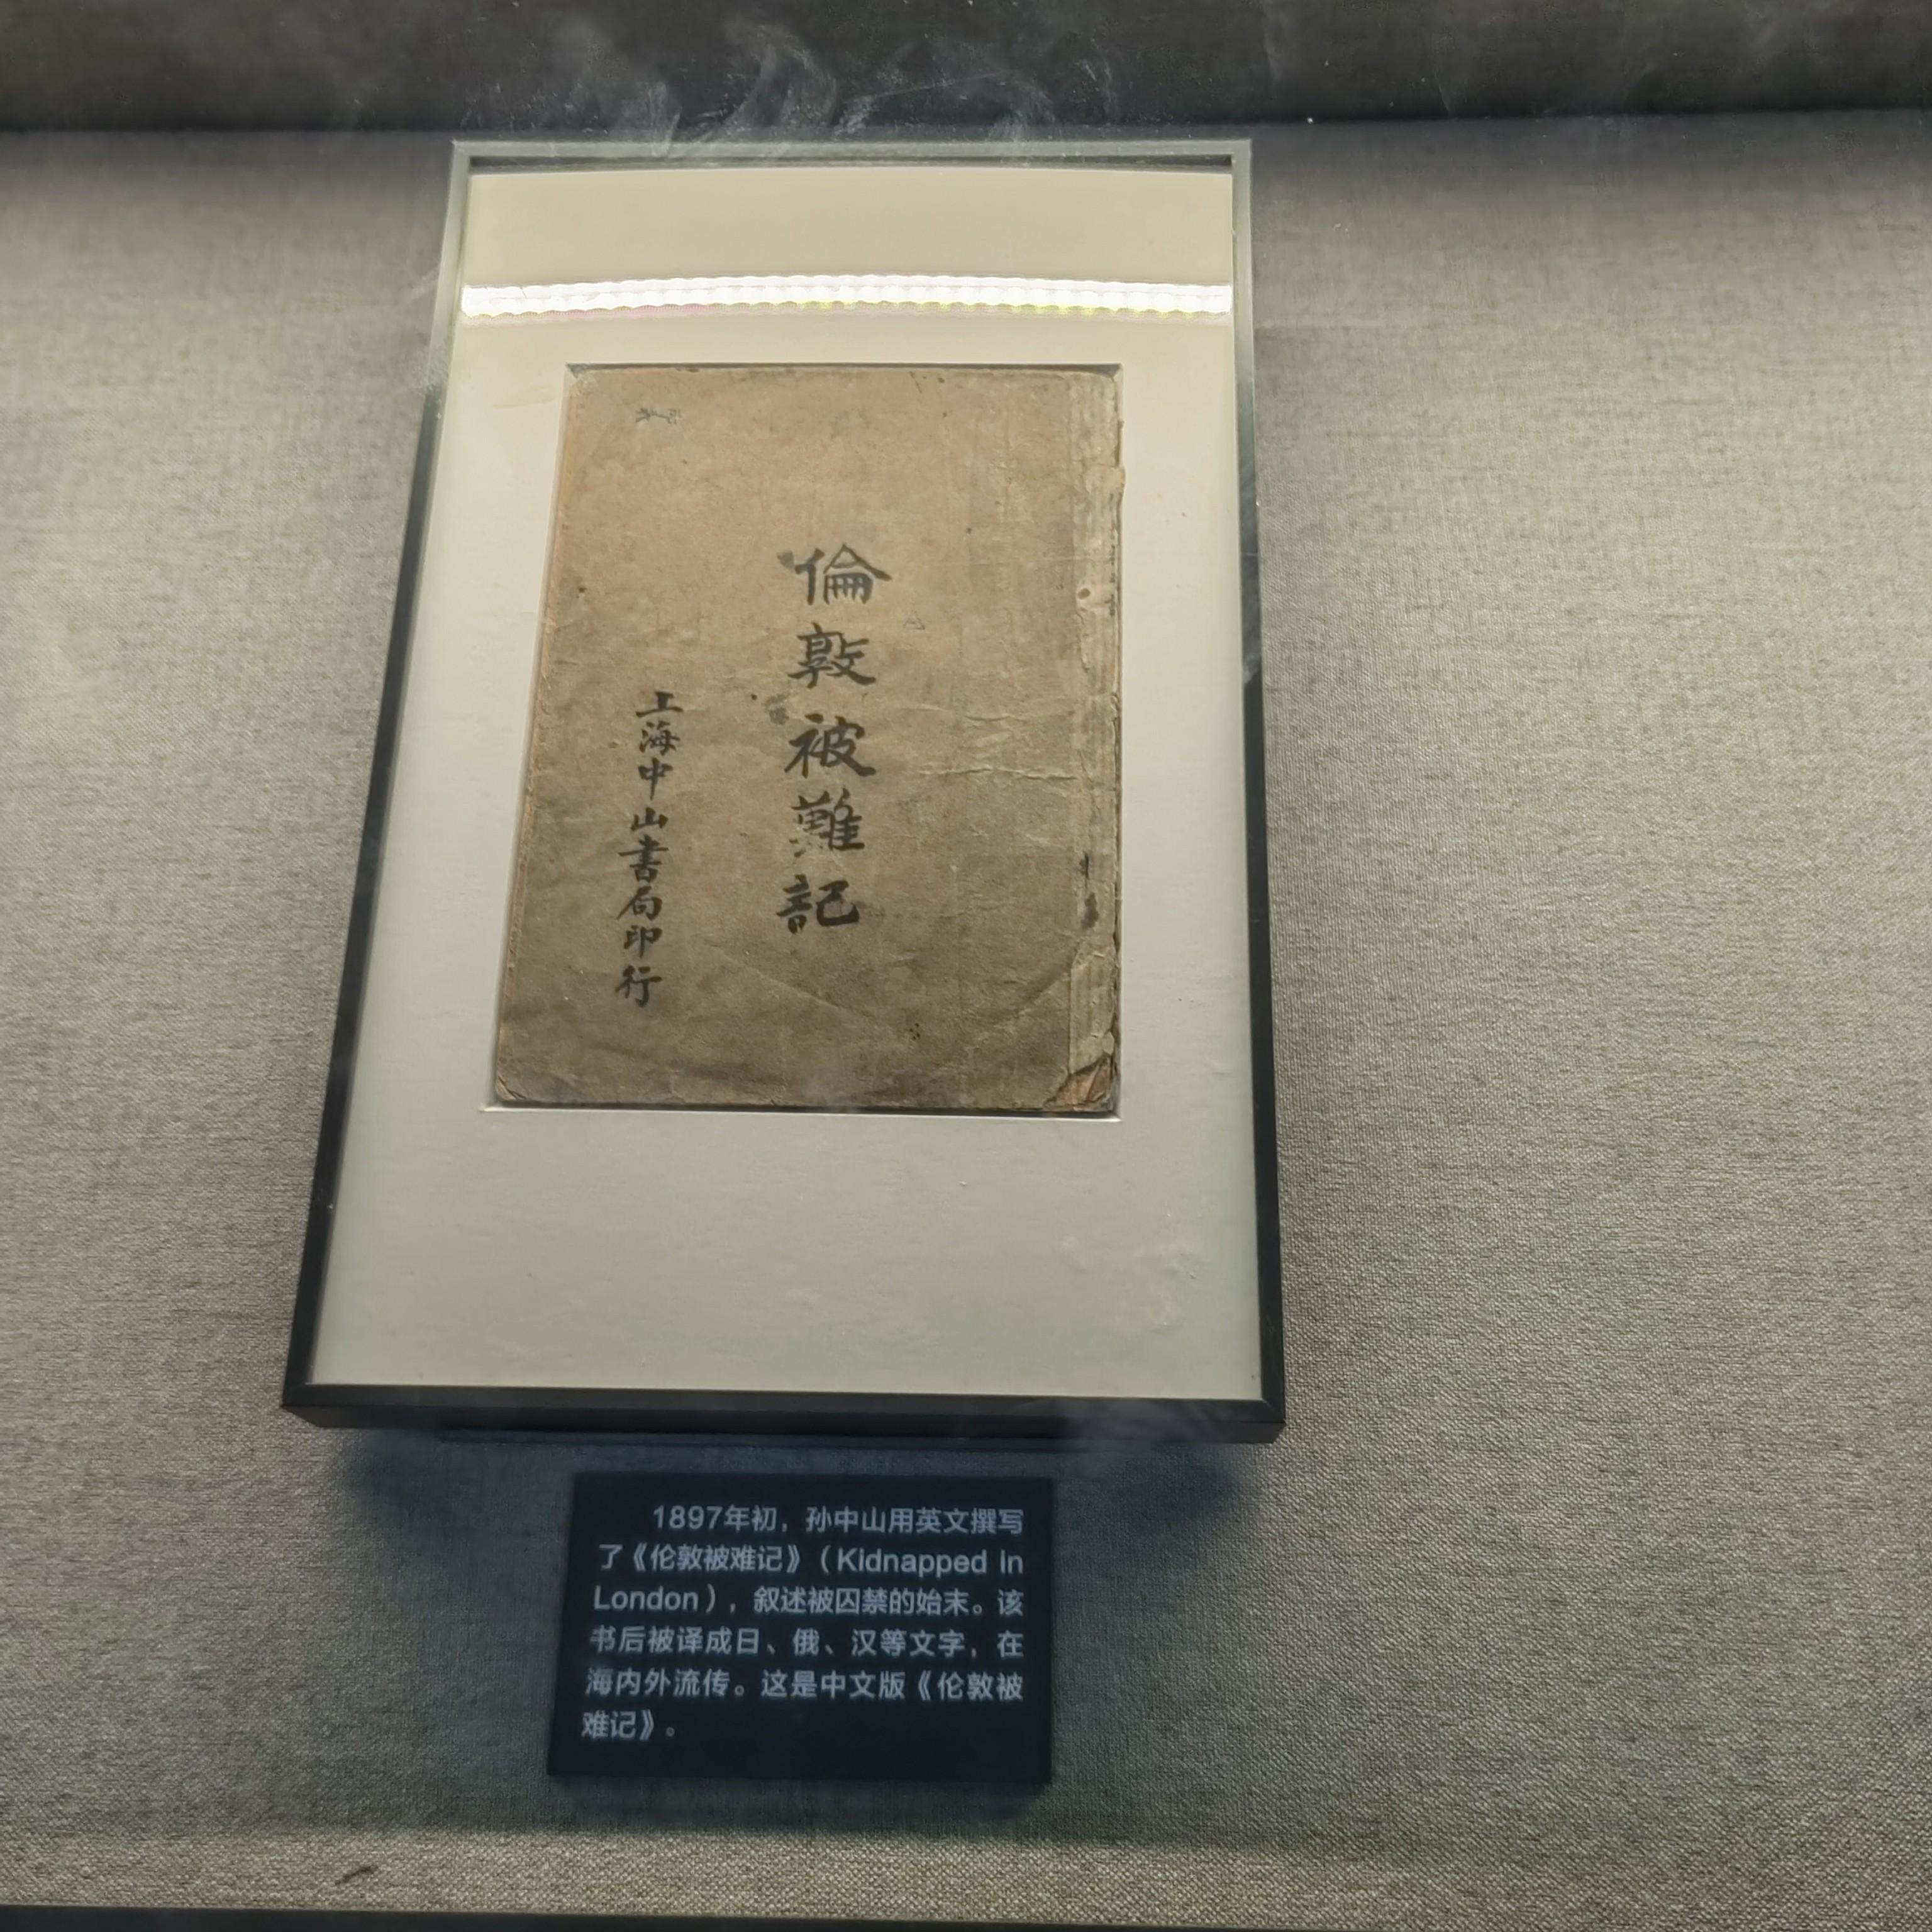 倫敦被難記
上海中山書局印行
1897年初，孙中山用英文撰写
了《伦敦被难记》（Kidnapped in
London），叙述被囚禁的始末。该
书后被译成日、俄、汉等文字，在
海内外流传。这是中文版《伦敦被
难记》。